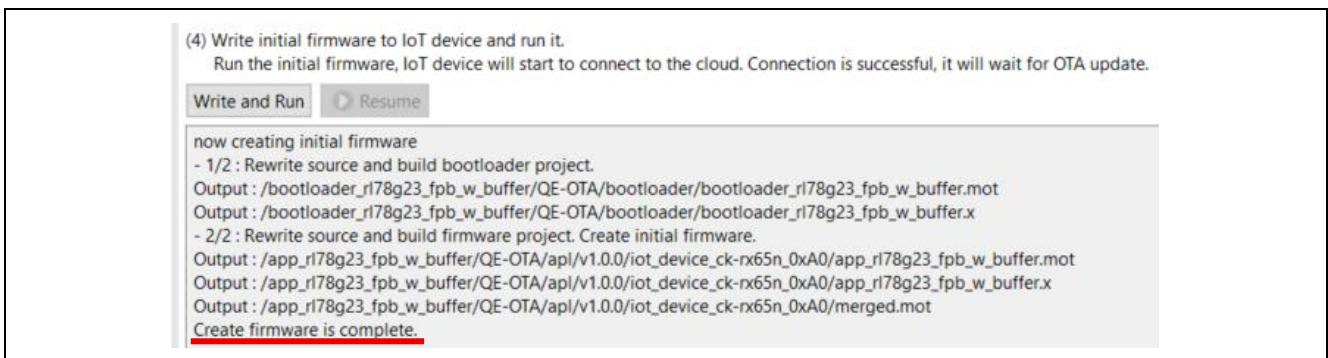 (4) Write initial firmware to IoT device and run it.
Run the initial firmware, IoT device will start to connect to the cloud. Connection is successful, it will wait for OTA update.
Write and Run Resume
now creating initial firmware
- 1/2 : Rewrite source and build bootloader project.
Output : /bootloader_rl78g23_fpb_w_buffer/QE-OTA/bootloader/bootloader_rl78g23_fpb_w_buffer.mot
Output : /bootloader_rl78g23_fpb_w_buffer/QE-OTA/bootloader/bootloader_rl78g23_fpb_w_buffer.x
- 2/2 : Rewrite source and build firmware project. Create initial firmware.
Output : /app_rl78g23_fpb_w_buffer/QE-OTA/apl/v1.0.0/iot_device_ck-rx65n_0xA0/app_rl78g23_fpb_w_buffer.mot
Output : /app_rl78g23_fpb_w_buffer/QE-OTA/apl/v1.0.0/iot_device_ck-rx65n_0xA0/app_rl78g23_fpb_w_buffer.x
Output : /app_rl78g23_fpb_w_buffer/QE-OTA/apl/v1.0.0/iot_device_ck-rx65n_0xA0/merged.mot
Create firmware is complete.